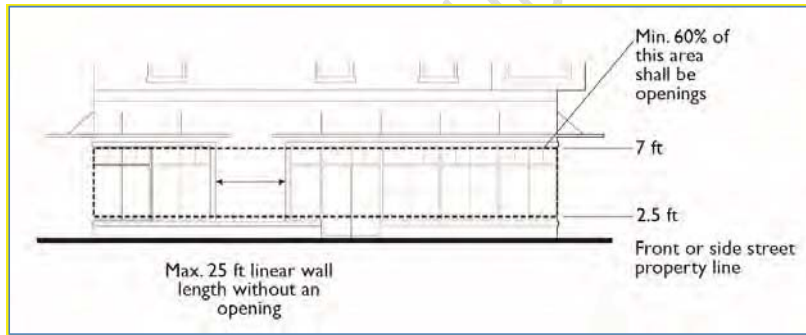 Min. 60% of
this area
shall be
openings
7 ft
2.5 ft
Front or side street
property line
Max. 25 ft linear wall
length without an
opening